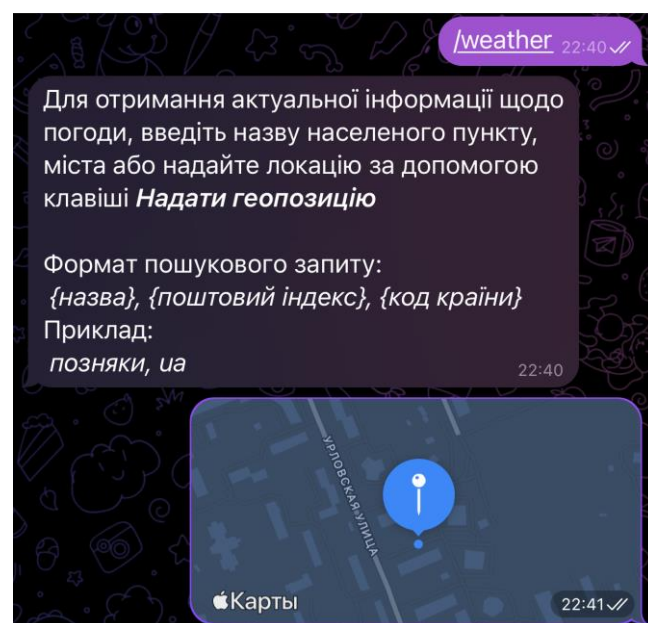 /weather 22:40
Для отримання актуальної інформації щодо
погоди, введіть назву населеного пункту,
міста або надайте локацію за допомогою
клавіші Надати геопозицію
Формат пошукового запиту:
{назва}, {поштовий індекс}, {код країни}
Приклад:
позняки, ua
22:40
УРЛОВСКАЯ УЛИЦА
Карты
22:41